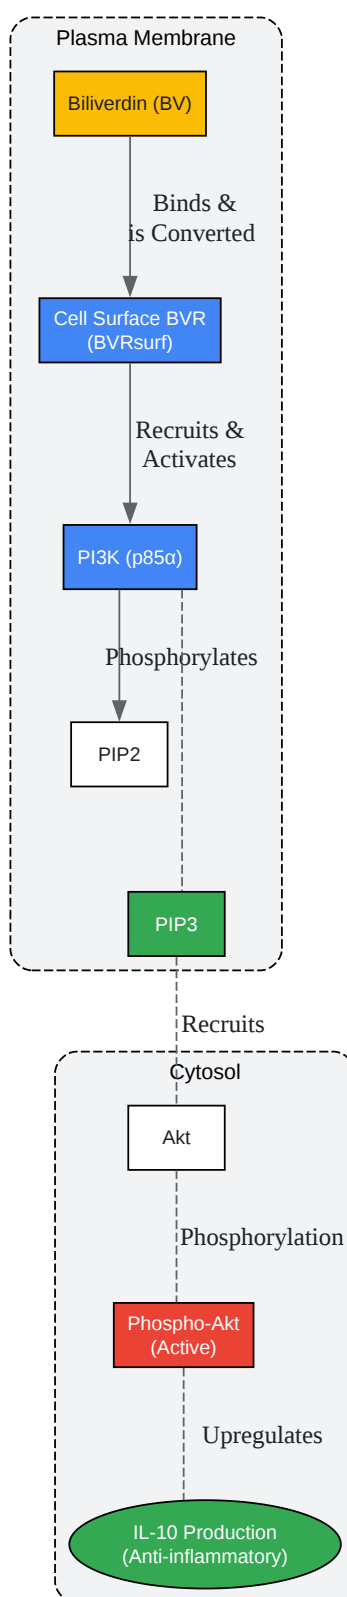 Plasma Membrane
Biliverdin (BV)
Binds &
is Converted
Cell Surface BVR
(BVRsurf)
Recruits &
Activates
PI3K (p85α)
Phosphorylates
PIP2
PIP3
Recruits
Cytosol
Akt
Phosphorylation
Phospho-Akt
(Active)
Upregulates
IL-10 Production
(Anti-inflammatory)